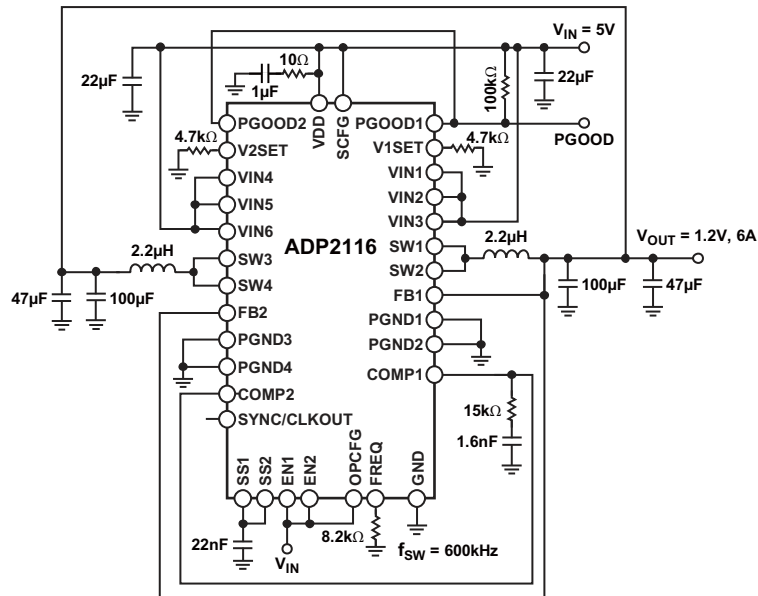 V_IN = 5V
10Ω
22µF
1µF
100kΩ
22µF
PGOOD2
VDD
SCFG
PGOOD1
PGOOD
4.7kΩ
4.7kΩ
V2SET
V1SET
VIN4
VIN1
VIN5
VIN2
VIN6
VIN3
ADP2116
V_OUT = 1.2V, 6A
2.2µH
SW3
SW1
2.2µH
SW4
SW2
47µF
100µF
FB2
FB1
100µF
47µF
PGND3
PGND1
PGND4
PGND2
COMP2
COMP1
SYNC/CLKOUT
15kΩ
1.6nF
SS1
SS2
EN1
EN2
OPCFG
FREQ
GND
22nF
V_IN
8.2kΩ
f_SW = 600kHz